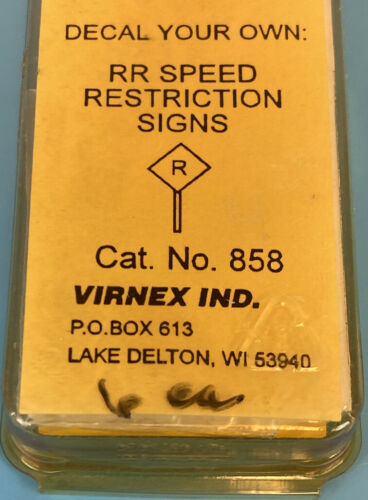 DECAL YOUR OWN:
RR SPEED
RESTRICTION
SIGNS
R
Cat. No. 858
VIRNEX IND.
P.O.BOX 613
LAKE DELTON, WI 53940
6 ea